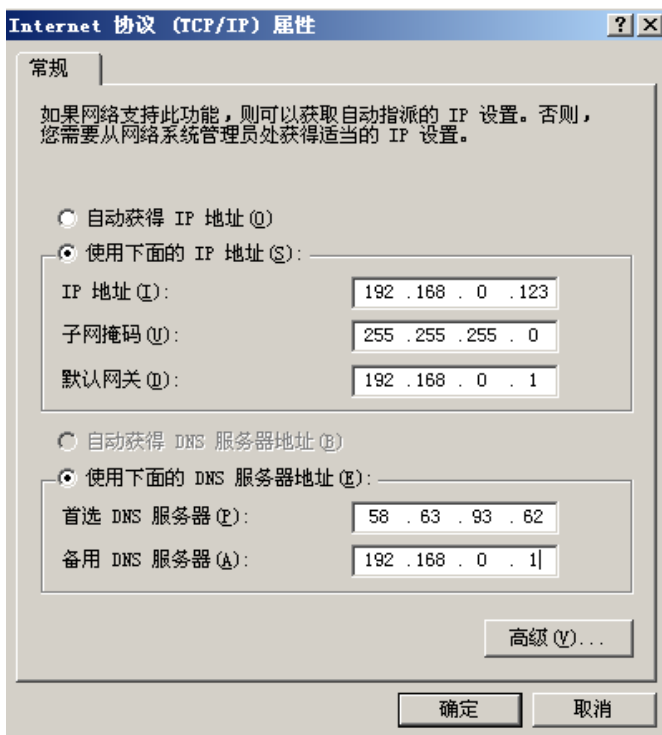 Internet 协议 (TCP/IP) 属性
常规
如果网络支持此功能，则可以获取自动指派的 IP 设置。否则，
您需要从网络系统管理员处获得适当的 IP 设置。
自动获得 IP 地址(O)
使用下面的 IP 地址(S):
IP 地址(I): 192 .168 . 0 .123
子网掩码(U): 255 .255 .255 . 0
默认网关(D): 192 .168 . 0 . 1
自动获得 DNS 服务器地址(B)
使用下面的 DNS 服务器地址(E):
首选 DNS 服务器(P): 58 . 63 . 93 . 62
备用 DNS 服务器(A): 192 .168 . 0 . 1
高级(V)...
确定 取消